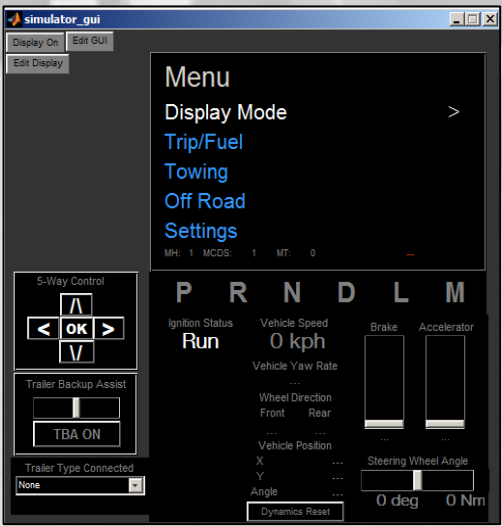 simulator_gui
Display On Edit GUI
Edit Display
Menu
Display Mode >
Trip/Fuel
Towing
Off Road
Settings
MH: 1 MCDS: 1 MT: 0 --
5-Way Control
/\
< OK >
\/
P R N D L M
Ignition Status
Run
Vehicle Speed
0 kph
Vehicle Yaw Rate
...
Wheel Direction
Front Rear
... ...
Vehicle Position
X ...
Y ...
Angle ...
Dynamics Reset
Brake Accelerator
... ...
Steering Wheel Angle
0 deg 0 Nm
Trailer Backup Assist
TBA ON
Trailer Type Connected
None